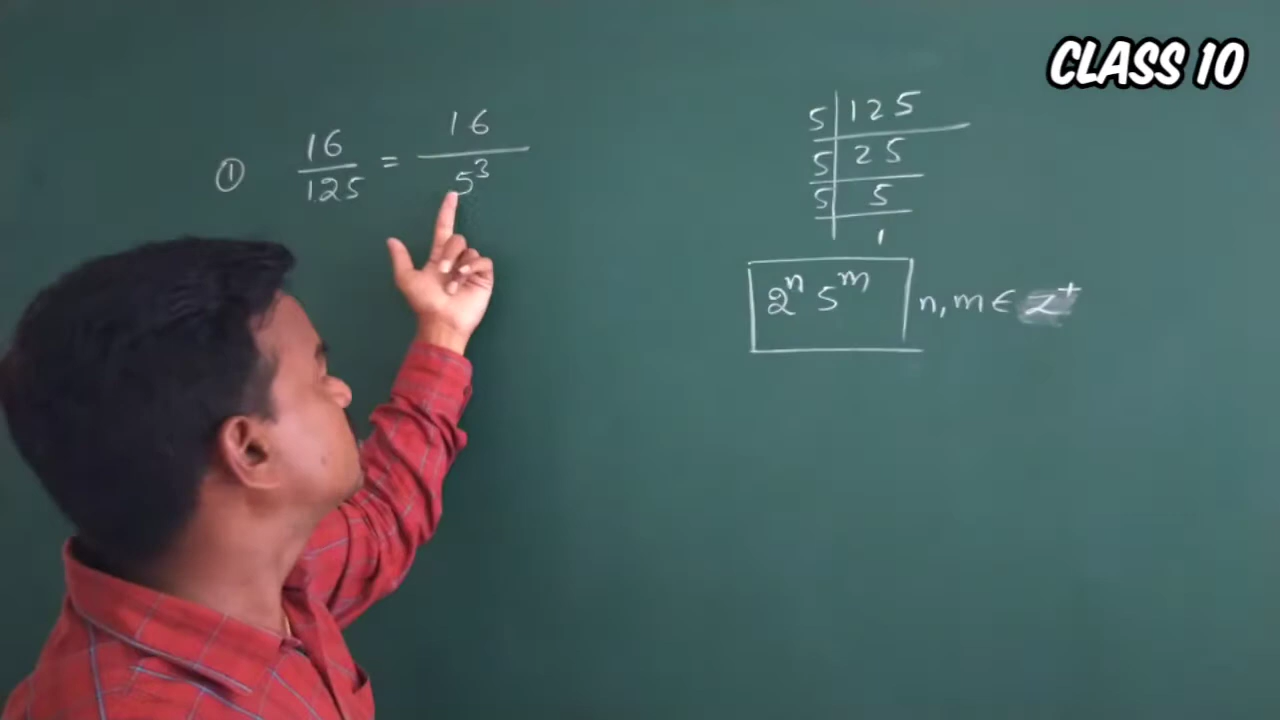 CLASS 10
① 16/125 = 16/5³
5 | 125
5 | 25
5 | 5
1
2ⁿ 5ᵐ n, m ∈ Z⁺